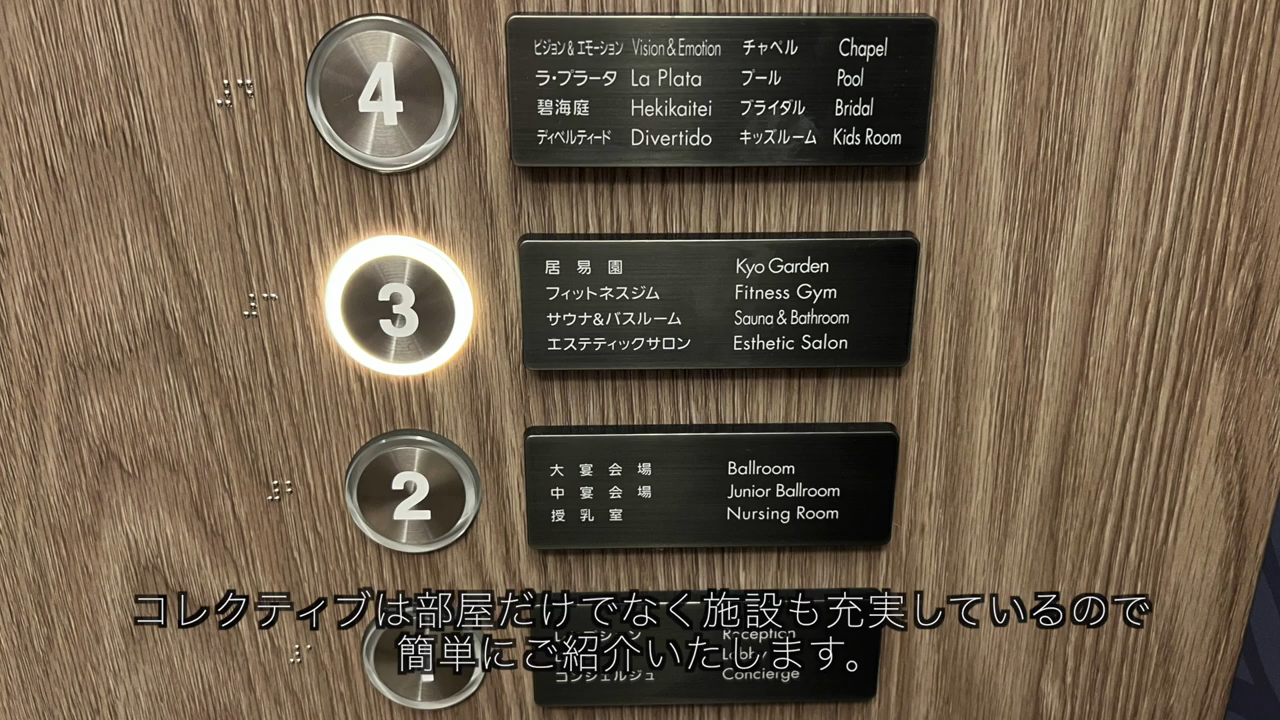 4
ビジョン&エモーション Vision & Emotion チャペル Chapel
ラ・プラータ La Plata プール Pool
碧海庭 Hekikaitei ブライダル Bridal
ディベルティード Divertido キッズルーム Kids Room
3
居易園 Kyo Garden
フィットネスジム Fitness Gym
サウナ&バスルーム Sauna & Bathroom
エステティックサロン Esthetic Salon
2
大宴会場 Ballroom
中宴会場 Junior Ballroom
授乳室 Nursing Room
コレクティブは部屋だけでなく施設も充実しているので
簡単にご紹介いたします。
Reception
Lobby
コンシェルジュ Concierge